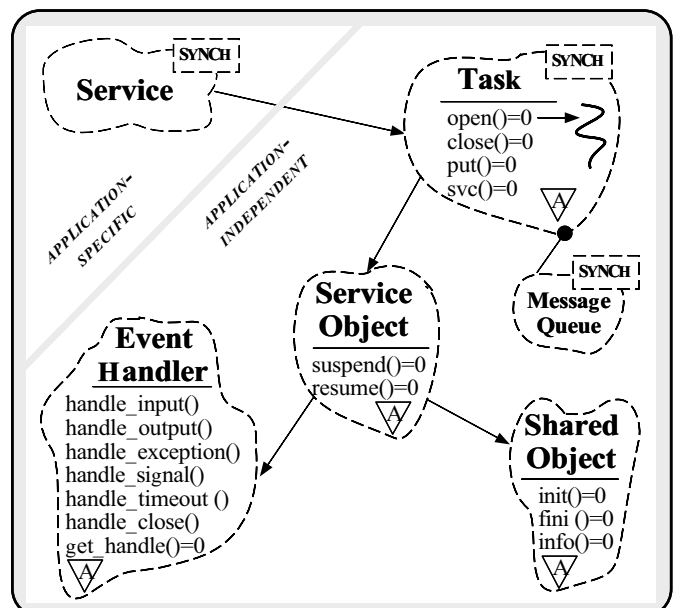 SYNCH
Service
SYNCH
Task
open()=0
close()=0
put()=0
svc()=0
A
APPLICATION-
SPECIFIC
APPLICATION-
INDEPENDENT
SYNCH
Message
Queue
Service
Object
suspend()=0
resume()=0
A
Event
Handler
handle_input()
handle_output()
handle_exception()
handle_signal()
handle_timeout ()
handle_close()
get_handle()=0
A
Shared
Object
init()=0
fini ()=0
info()=0
A